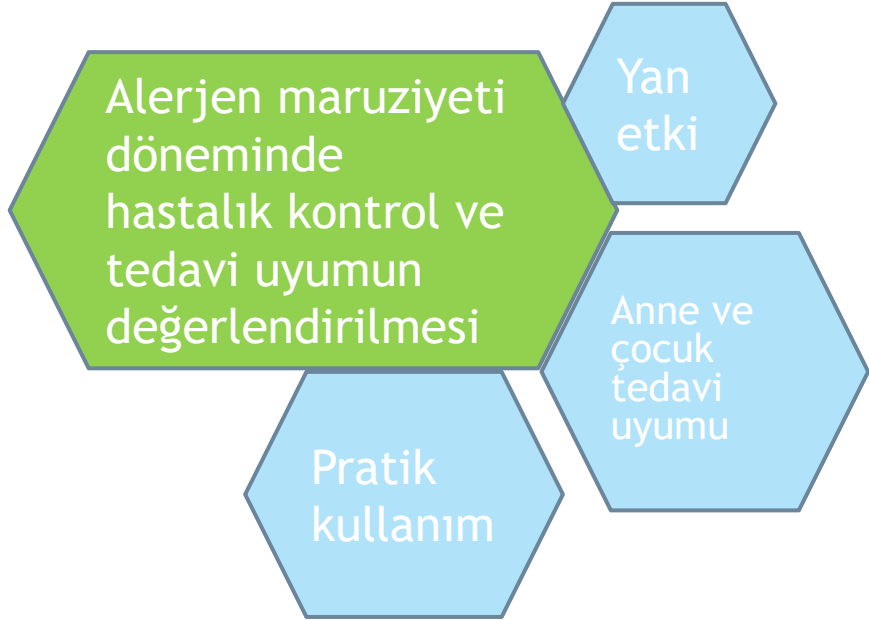 Alerjen maruziyeti
döneminde
hastalık kontrol ve
tedavi uyumun
değerlendirilmesi
Yan
etki
Anne ve
çocuk
tedavi
uyumu
Pratik
kullanım